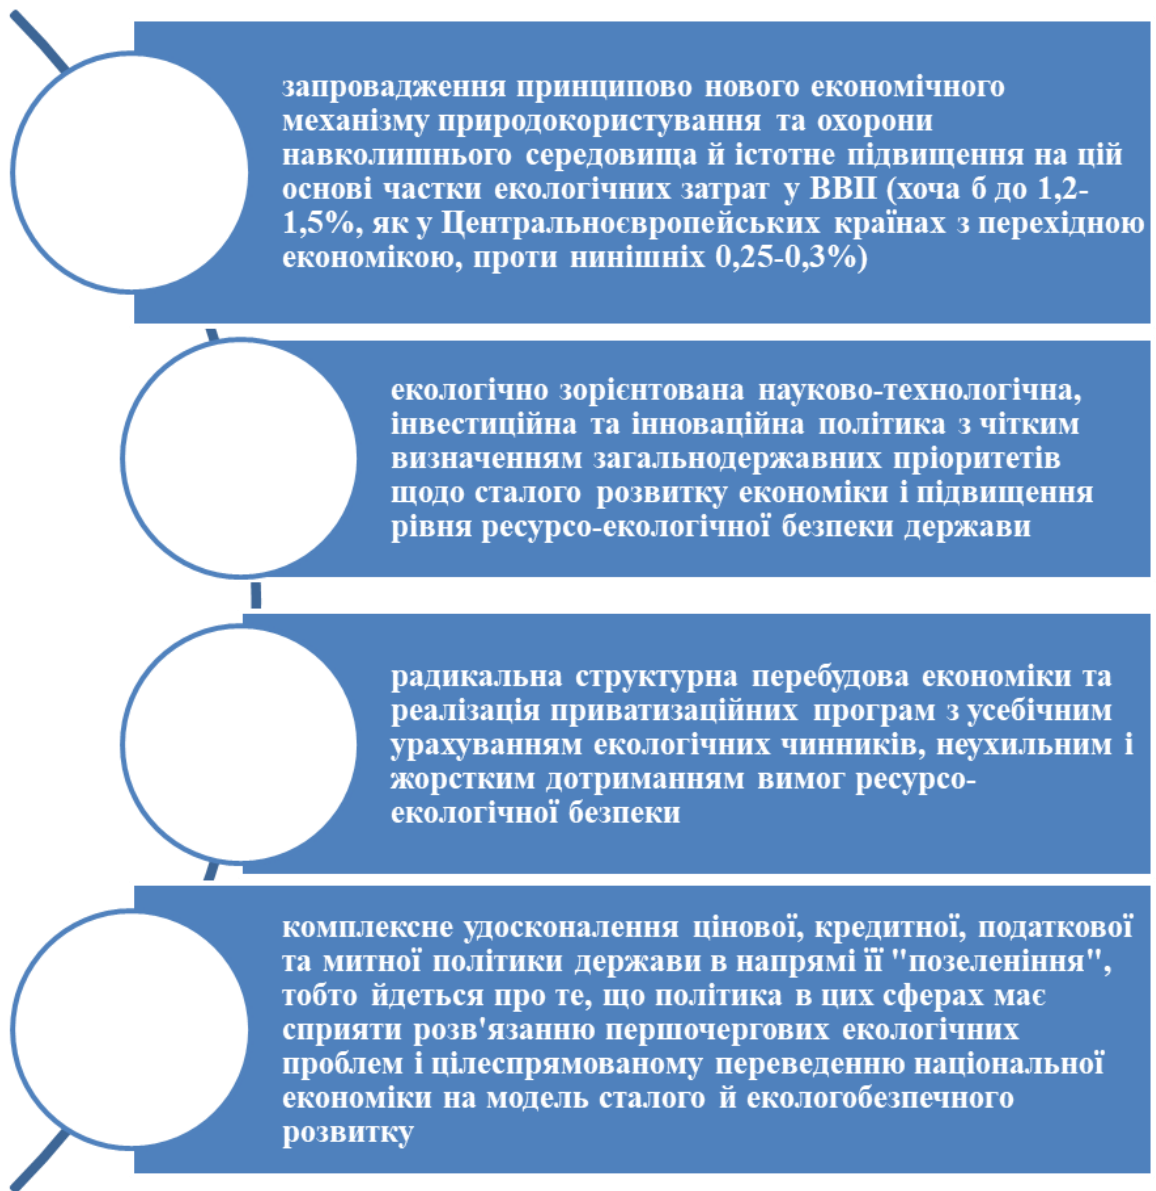 запровадження принципово нового економічного
механізму природокористування та охорони
навколишнього середовища й істотне підвищення на цій
основі частки екологічних затрат у ВВП (хоча б до 1,2-
1,5%, як у Центральноєвропейських країнах з перехідною
економікою, проти нинішніх 0,25-0,3%)
екологічно зорієнтована науково-технологічна,
інвестиційна та інноваційна політика з чітким
визначенням загальнодержавних пріоритетів
щодо сталого розвитку економіки і підвищення
рівня ресурсо-екологічної безпеки держави
радикальна структурна перебудова економіки та
реалізація приватизаційних програм з усебічним
урахуванням екологічних чинників, неухильним і
жорстким дотриманням вимог ресурсо-
екологічної безпеки
комплексне удосконалення цінової, кредитної, податкової
та митної політики держави в напрямі її "позеленіння",
тобто йдеться про те, що політика в цих сферах має
сприяти розв'язанню першочергових екологічних
проблем і цілеспрямованому переведенню національної
економіки на модель сталого й екологобезпечного
розвитку